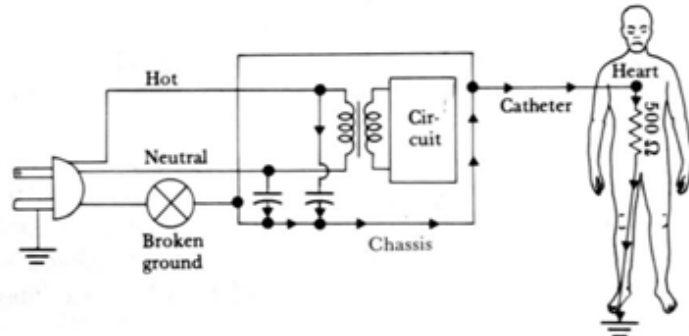 Hot
Heart
Catheter
500 Ω
Cir-
cuit
Neutral
Broken
ground
Chassis